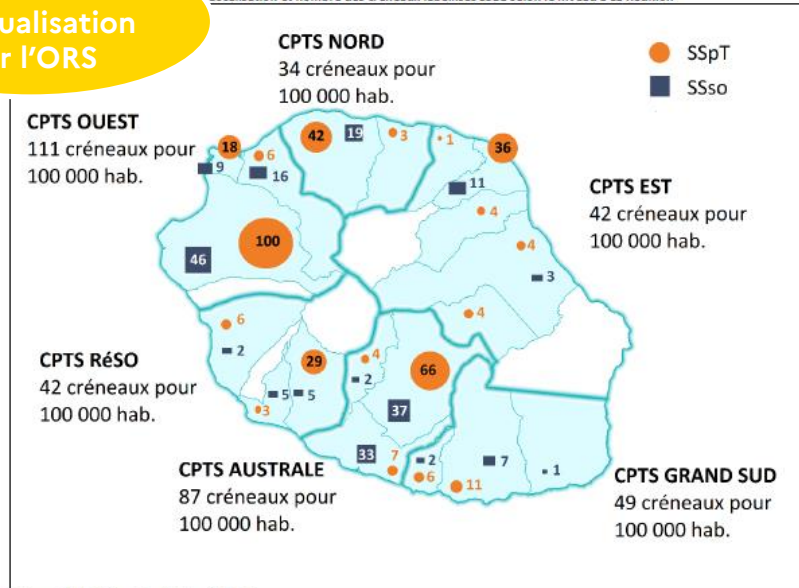 ualisation
r l'ORS
CPTS NORD
34 créneaux pour
100 000 hab.
SSpT
SSso
CPTS OUEST
111 créneaux pour
100 000 hab.
18
6
9
16
42
19
3
1
36
11
4
4
3
4
CPTS EST
42 créneaux pour
100 000 hab.
100
46
6
2
29
5
5
3
4
2
66
37
33
7
2
6
11
7
1
CPTS RéSO
42 créneaux pour
100 000 hab.
CPTS AUSTRALE
87 créneaux pour
100 000 hab.
CPTS GRAND SUD
49 créneaux pour
100 000 hab.